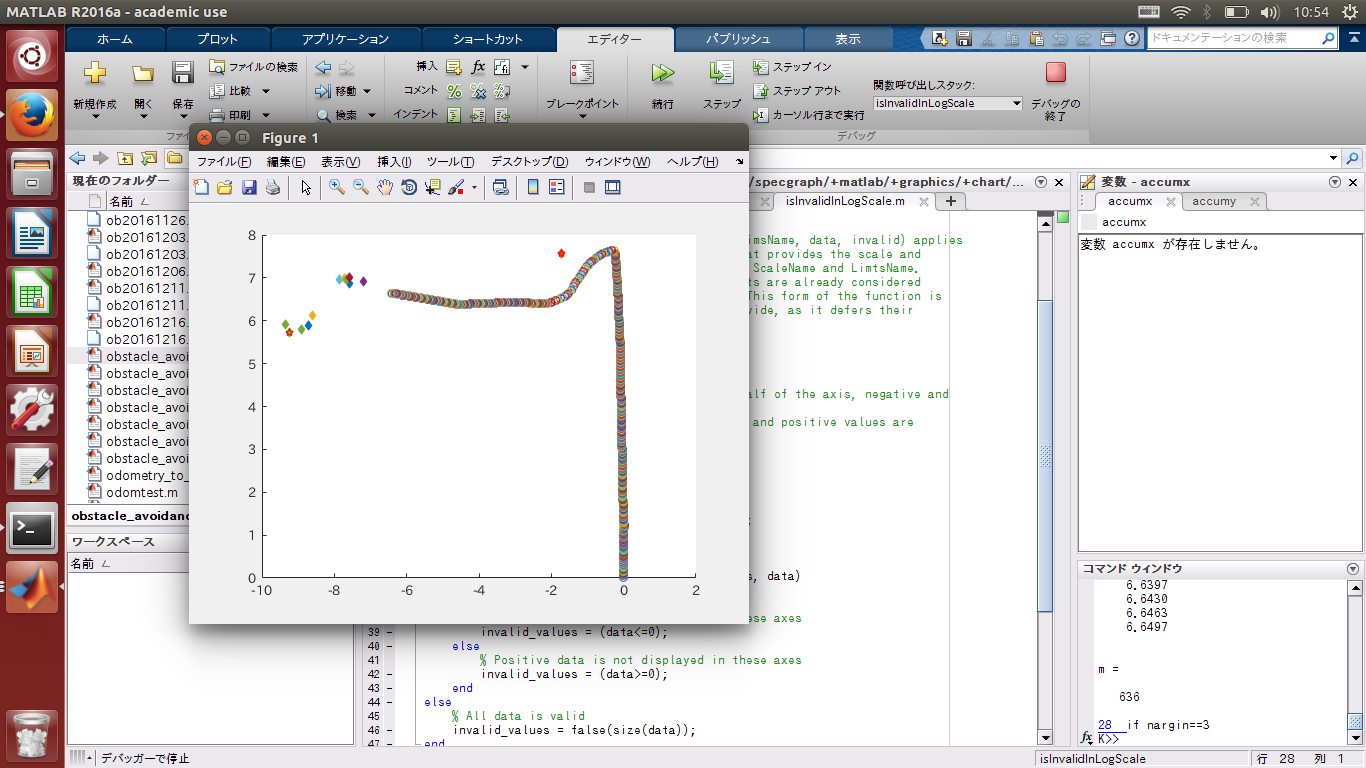 MATLAB R2016a - academic use
10:54
ホーム プロット アプリケーション ショートカット エディター パブリッシュ 表示
ドキュメンテーションの検索
新規作成 開く 保存
ファイルの検索
比較
印刷
移動
検索
挿入
コメント
インデント
ブレークポイント
続行
ステップ
ステップ イン
ステップ アウト
カーソル行まで実行
関数呼び出しスタック:
isInvalidInLogScale
デバッグの
終了
デバッグ
Figure 1
ファイル(F) 編集(E) 表示(V) 挿入(I) ツール(T) デスクトップ(D) ウィンドウ(W) ヘルプ(H)
8
7
6
5
4
3
2
1
0
-10 -8 -6 -4 -2 0 2
現在のフォルダー
名前
ob20161126.
ob20161203.
ob20161203.
ob20161206.
ob20161211.
ob20161211.
ob20161216.
ob20161216.
obstacle_avo
obstacle_avo
obstacle_avo
obstacle_avo
obstacle_avo
obstacle_avo
obstacle_avo
odometry_to_
odomtest.m
obstacle_avoidanc
ワークスペース
名前
/specgraph/+matlab/+graphics/+chart/...
isInvalidInLogScale.m
imsName, data, invalid) applies
at provides the scale and
ScaleName and LimtsName.
ts are already considered
This form of the function is
vide, as it defers their
alf of the axis, negative and
and positive values are
s, data)
ese axes
39 - invalid_values = (data<=0);
40 - else
41 % Positive data is not displayed in these axes
42 - invalid_values = (data>=0);
43 - end
44 - else
45 % All data is valid
46 - invalid_values = false(size(data));
47 - end
変数 - accumx
accumx accumy
accumx
変数 accumx が存在しません。
コマンド ウィンドウ
6.6397
6.6430
6.6463
6.6497
m =
636
28 if nargin==3
fx K>>
デバッガーで停止
isInvalidInLogScale
行 28 列 1